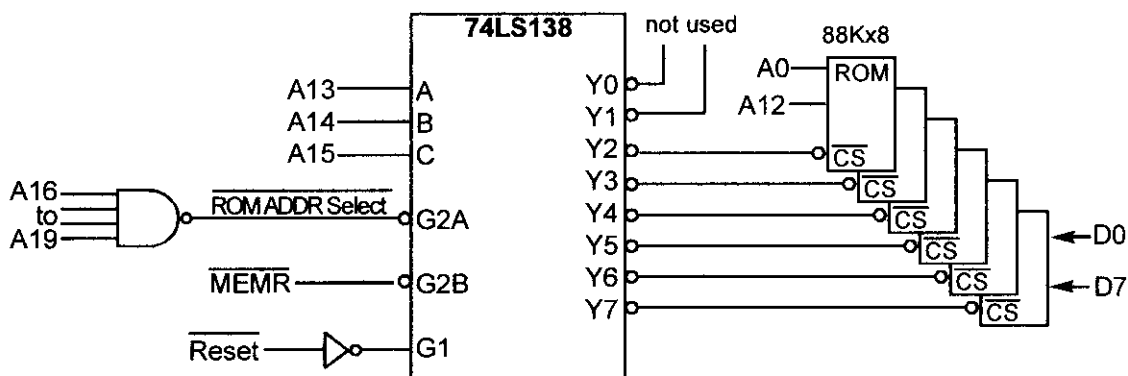 74LS138
not used
88Kx8
A13
A
A14
B
A15
C
Y0
Y1
Y2
Y3
Y4
Y5
Y6
Y7
A0
A12
ROM
CS
CS
CS
CS
CS
CS
D0
D7
A16
to
A19
ROM ADDR Select
G2A
MEMR
G2B
Reset
G1